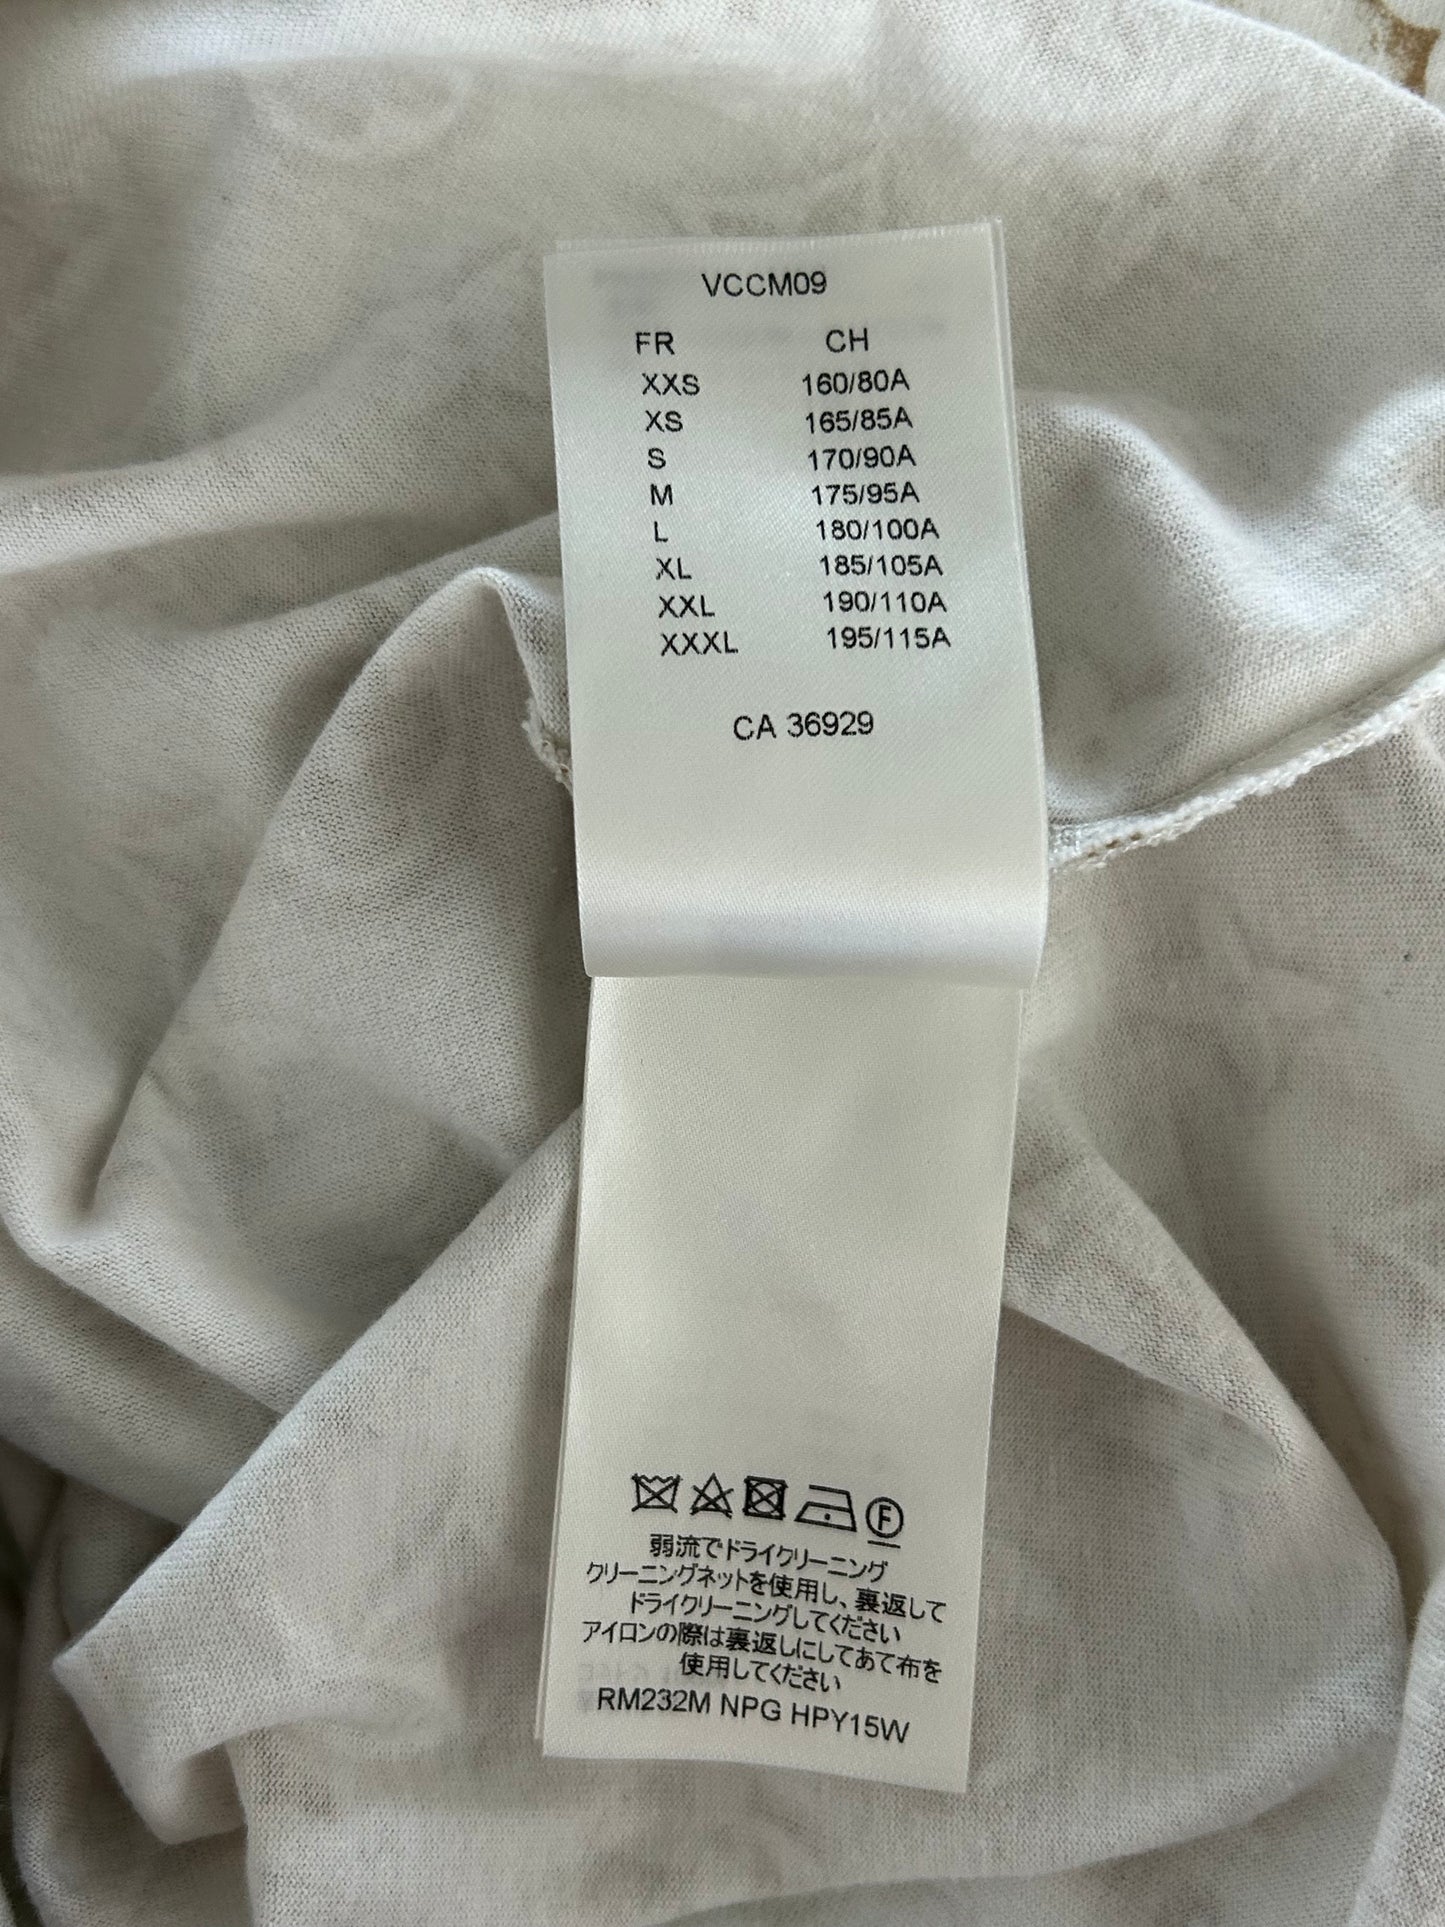 VCCM09
FR CH
XXS 160/80A
XS 165/85A
S 170/90A
M 175/95A
L 180/100A
XL 185/105A
XXL 190/110A
XXXL 195/115A
CA 36929
F
弱流でドライクリーニング
クリーニングネットを使用し、裏返して
ドライクリーニングしてください
アイロンの際は裏返しにしてあて布を
使用してください
RM232M NPG HPY15W